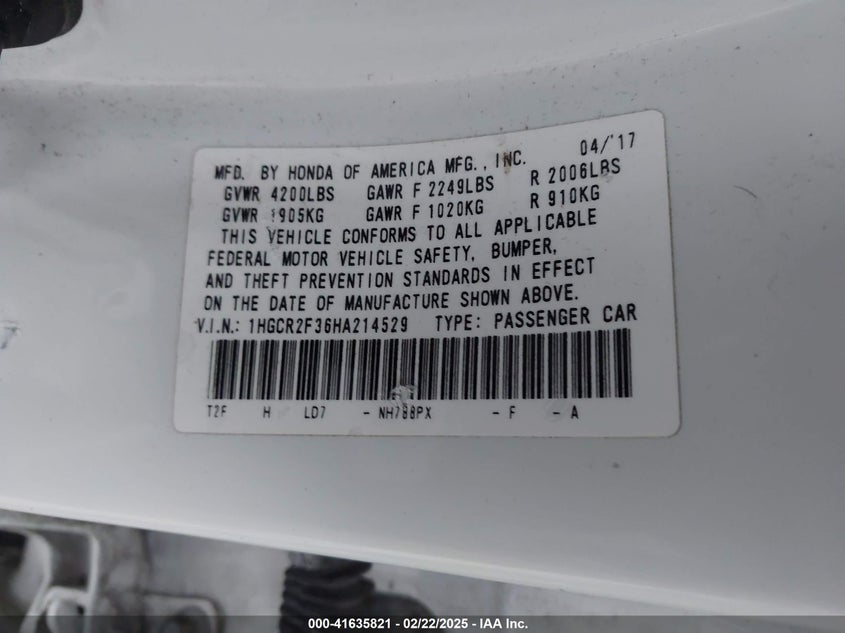 MFD. BY HONDA OF AMERICA MFG., INC. 04/'17
GVWR 4200LBS GAWR F 2249LBS R 2006LBS
GVWR 1905KG GAWR F 1020KG R 910KG
THIS VEHICLE CONFORMS TO ALL APPLICABLE
FEDERAL MOTOR VEHICLE SAFETY, BUMPER,
AND THEFT PREVENTION STANDARDS IN EFFECT
ON THE DATE OF MANUFACTURE SHOWN ABOVE.
V.I.N.: 1HGCR2F36HA214529 TYPE: PASSENGER CAR
T2F H LD7 - NH788PX - F - A
000-41635821 - 02/22/2025 - IAA Inc.